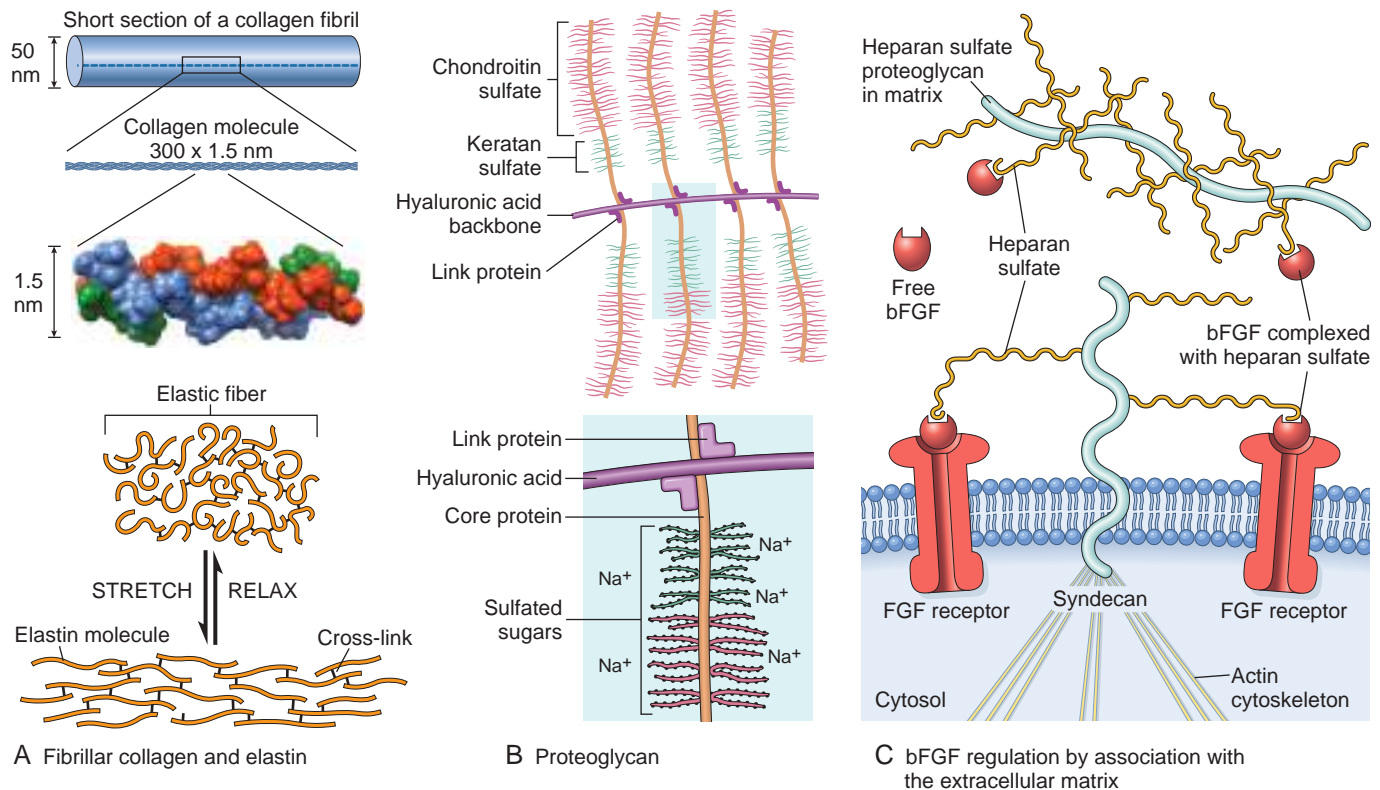 Short section of a collagen fibril
50
nm
Collagen molecule
300 x 1.5 nm
1.5
nm
Elastic fiber
STRETCH
RELAX
Elastin molecule
Cross-link
A Fibrillar collagen and elastin
Chondroitin
sulfate
Keratan
sulfate
Hyaluronic acid
backbone
Link protein
Link protein
Hyaluronic acid
Core protein
Na+
Na+
Na+
Sulfated
sugars
Na+
Na+
B Proteoglycan
Heparan sulfate
proteoglycan
in matrix
Heparan
sulfate
Free
bFGF
bFGF complexed
with heparan sulfate
FGF receptor
Syndecan
FGF receptor
Cytosol
Actin
cytoskeleton
C bFGF regulation by association with
the extracellular matrix